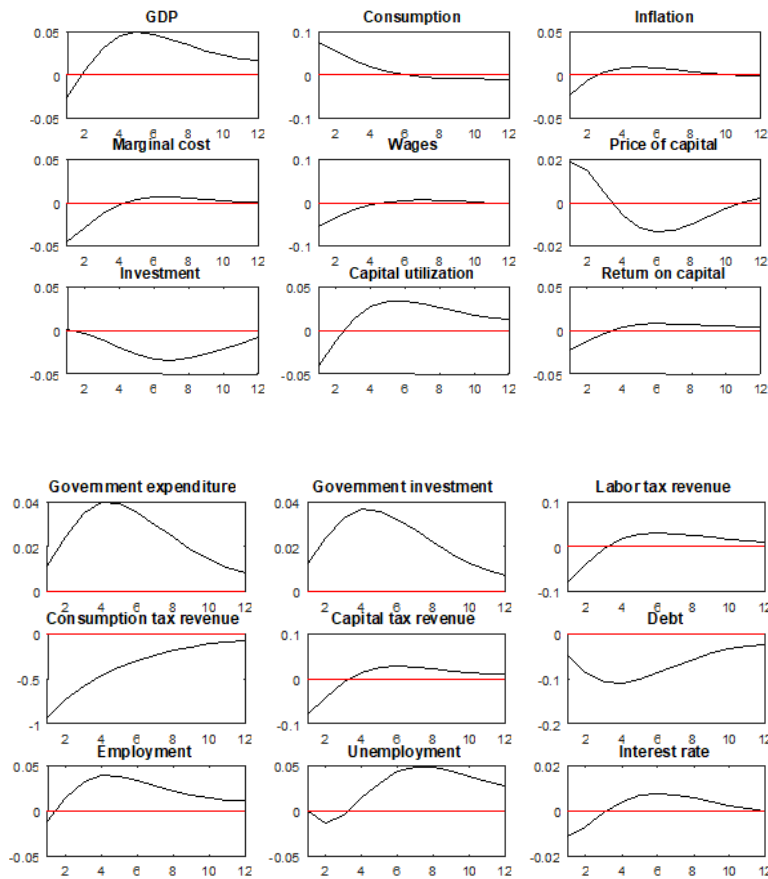 GDP Consumption Inflation
0.05 0.1 0.05
0 0 0
-0.05 -0.1 -0.05
2 4 6 8 10 12 2 4 6 8 10 12 2 4 6 8 10 12
Marginal cost Wages Price of capital
0.05 0.1 0.02
0 0 0
-0.05 -0.1 -0.02
2 4 6 8 10 12 2 4 6 8 10 12 2 4 6 8 10 12
Investment Capital utilization Return on capital
0.05 0.05 0.05
0 0 0
-0.05 -0.05 -0.05
2 4 6 8 10 12 2 4 6 8 10 12 2 4 6 8 10 12
Government expenditure Government investment Labor tax revenue
0.04 0.04 0.1
0.02 0.02 0
0 0 -0.1
2 4 6 8 10 12 2 4 6 8 10 12 2 4 6 8 10 12
Consumption tax revenue Capital tax revenue Debt
0 0.1 0
-0.5 0 -0.1
-1 -0.1 -0.2
2 4 6 8 10 12 2 4 6 8 10 12 2 4 6 8 10 12
Employment Unemployment Interest rate
0.05 0.05 0.02
0 0 0
-0.05 -0.05 -0.02
2 4 6 8 10 12 2 4 6 8 10 12 2 4 6 8 10 12